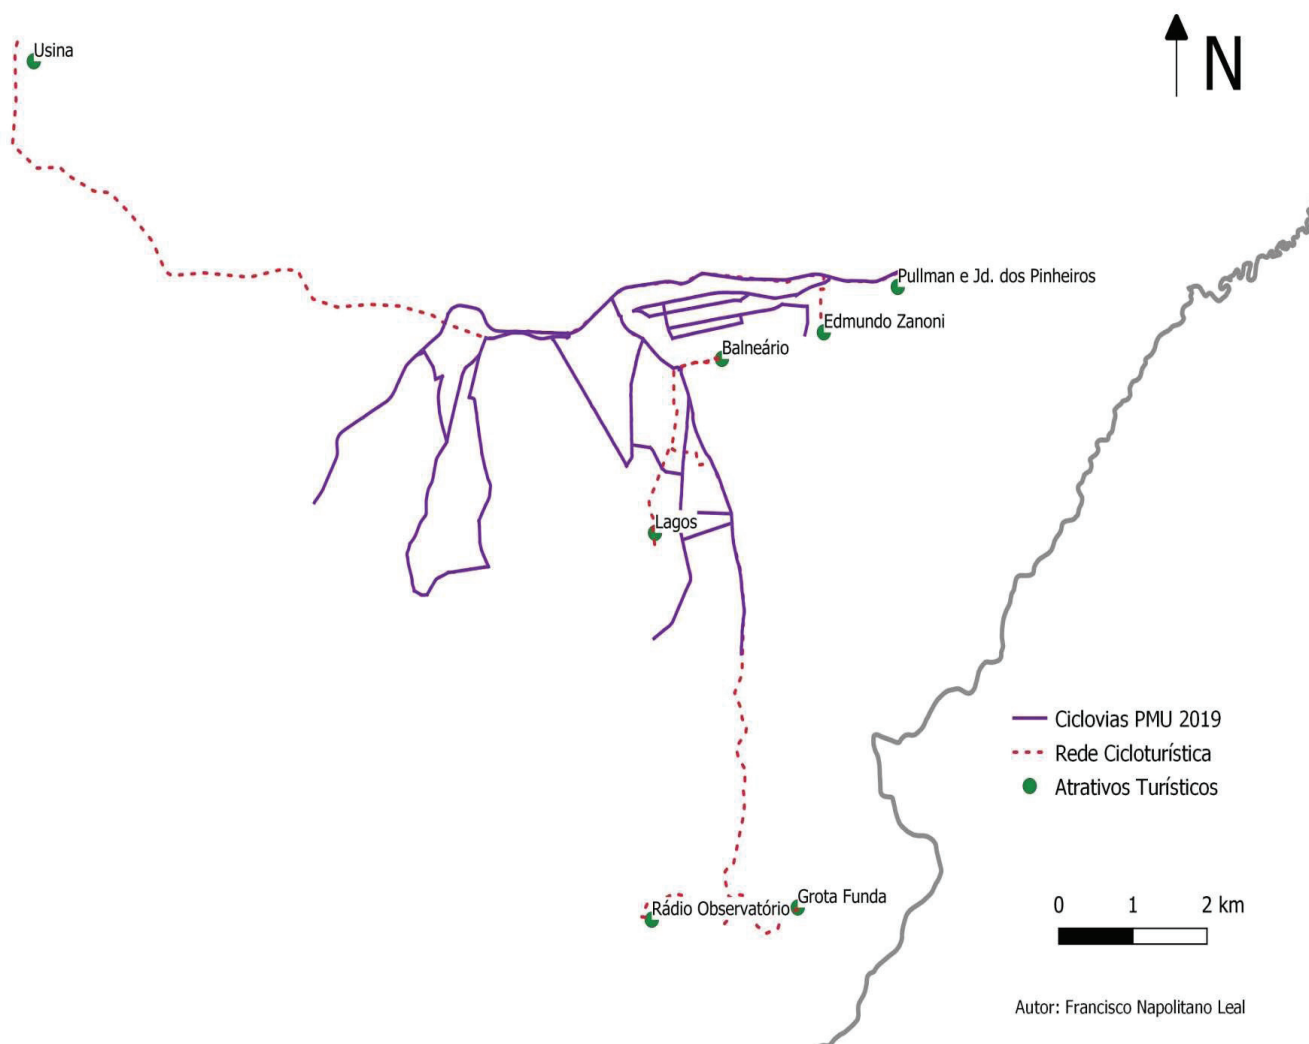 Usina
N
Pullman e Jd. dos Pinheiros
Edmundo Zanoni
Balneário
Lagos
Ciclovias PMU 2019
Rede Cicloturística
Atrativos Turísticos
Grota Funda
Rádio Observatório
0 1 2 km
Autor: Francisco Napolitano Leal